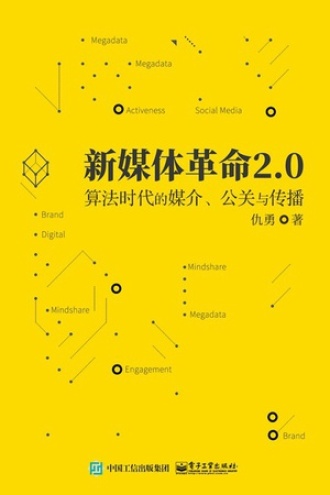 Megadata
Megadata
Activeness
Social Media
新媒体革命2.0
算法时代的媒介、公关与传播
仇勇 著
Brand
Digital
Mindshare
Mindshare
Megadata
Engagement
Brand
中国工信出版集团
电子工业出版社